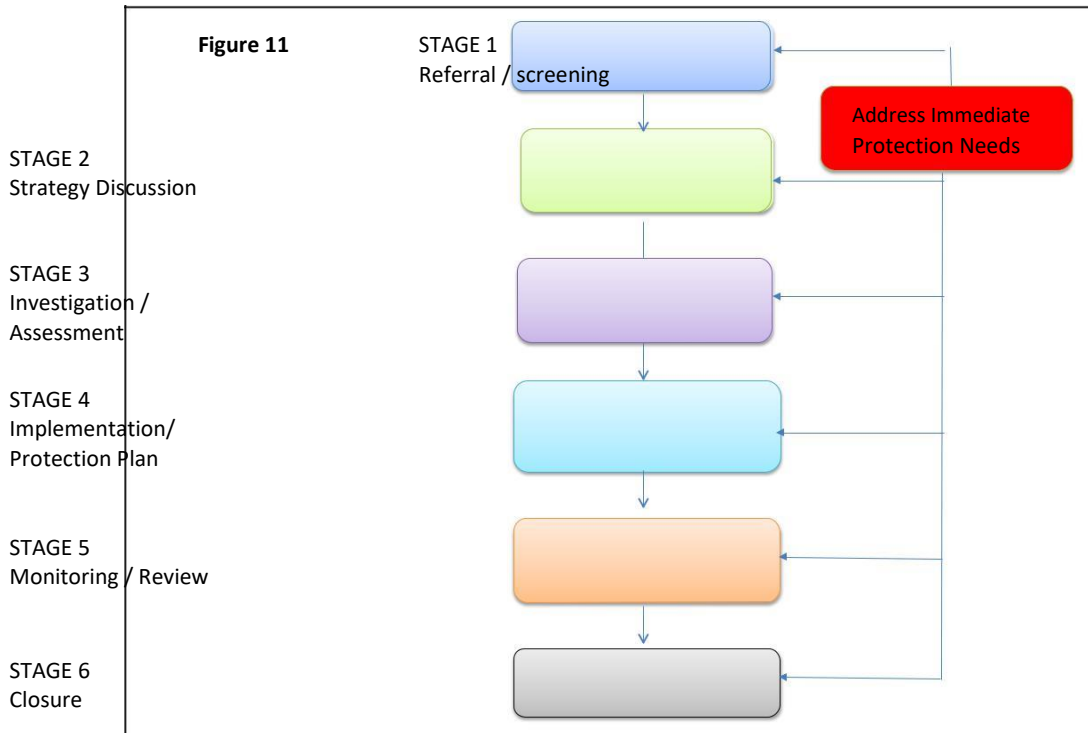 Figure 11
STAGE 1
Referral / screening
Address Immediate
Protection Needs
STAGE 2
Strategy Discussion
STAGE 3
Investigation /
Assessment
STAGE 4
Implementation/
Protection Plan
STAGE 5
Monitoring / Review
STAGE 6
Closure